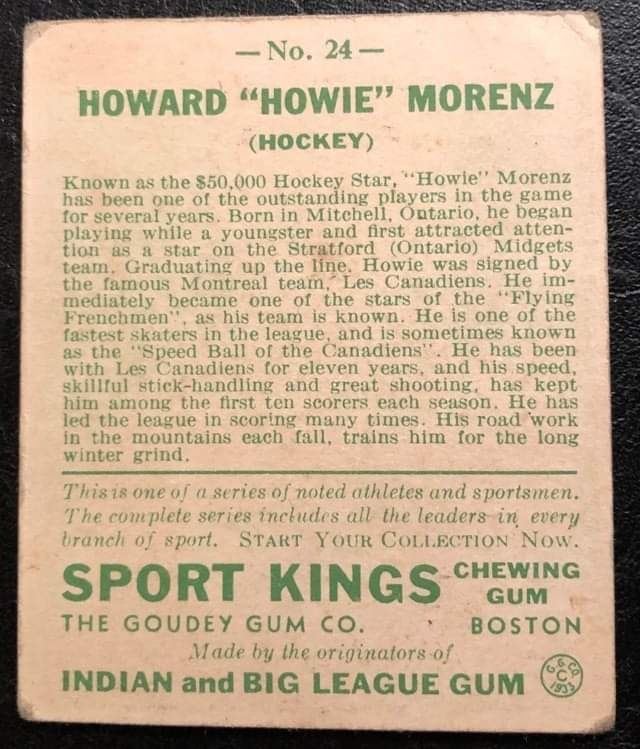 — No. 24 —
HOWARD “HOWIE” MORENZ
(HOCKEY)
Known as the $50,000 Hockey Star, "Howie" Morenz
has been one of the outstanding players in the game
for several years. Born in Mitchell, Ontario, he began
playing while a youngster and first attracted atten-
tion as a star on the Stratford (Ontario) Midgets
team. Graduating up the line, Howie was signed by
the famous Montreal team, Les Canadiens. He im-
mediately became one of the stars of the "Flying
Frenchmen", as his team is known. He is one of the
fastest skaters in the league, and is sometimes known
as the "Speed Ball of the Canadiens". He has been
with Les Canadiens for eleven years, and his speed,
skillful stick-handling and great shooting, has kept
him among the first ten scorers each season. He has
led the league in scoring many times. His road work
in the mountains each fall, trains him for the long
winter grind.
This is one of a series of noted athletes and sportsmen.
The complete series includes all the leaders in every
branch of sport. START YOUR COLLECTION NOW.
SPORT KINGS CHEWING GUM
THE GOUDEY GUM CO. BOSTON
Made by the originators of
INDIAN and BIG LEAGUE GUM
G. G. CO. C 1933